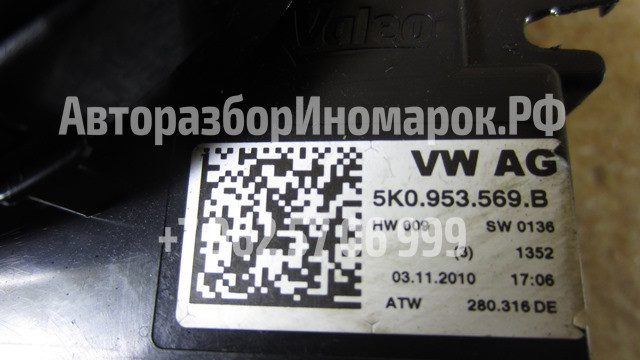 Valeo
АвторазборИномарок.РФ
VW AG
5K0.953.569.B
HW 009 SW 0136
(3) 1352
03.11.2010 17:06
ATW 280.316 DE